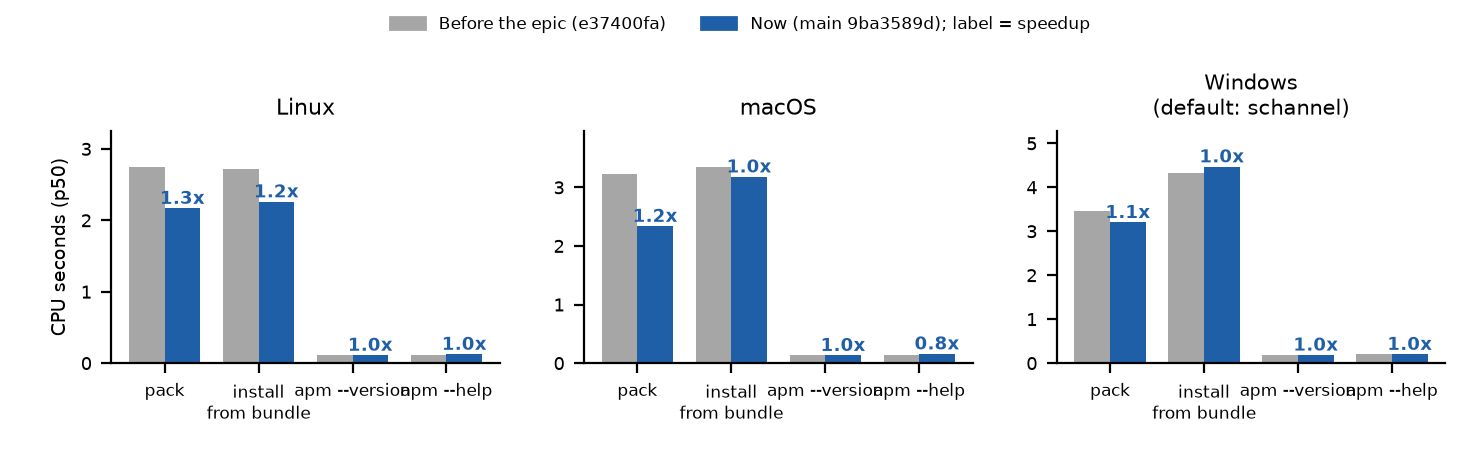 Before the epic (e37400fa)
Now (main 9ba3589d); label = speedup
Linux
CPU seconds (p50)
3
2
1
0
1.3x
1.2x
1.0x
1.0x
pack
install
from bundle
apm --version
apm --help
macOS
3
2
1
0
1.2x
1.0x
1.0x
0.8x
pack
install
from bundle
apm --version
apm --help
Windows
(default: schannel)
5
4
3
2
1
0
1.1x
1.0x
1.0x
1.0x
pack
install
from bundle
apm --version
apm --help